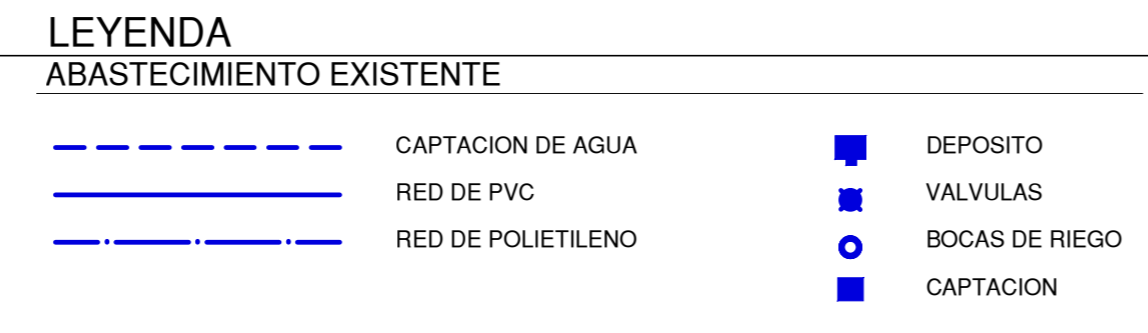 LEYENDA
ABASTECIMIENTO EXISTENTE
CAPTACION DE AGUA
RED DE PVC
RED DE POLIETILENO
DEPOSITO
VALVULAS
BOCAS DE RIEGO
CAPTACION